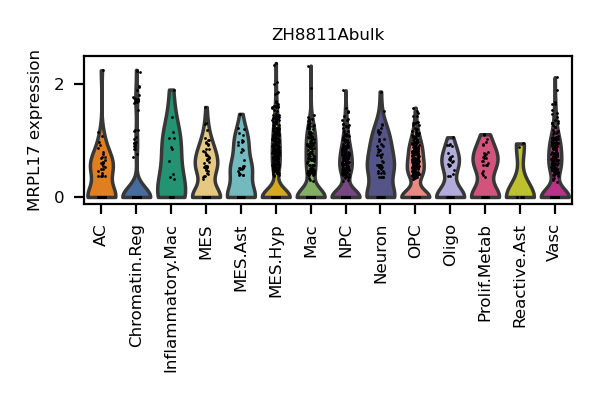 ZH8811Abulk
MRPL17 expression
2
0
AC
Chromatin.Reg
Inflammatory.Mac
MES
MES.Ast
MES.Hyp
Mac
NPC
Neuron
OPC
Oligo
Prolif.Metab
Reactive.Ast
Vasc